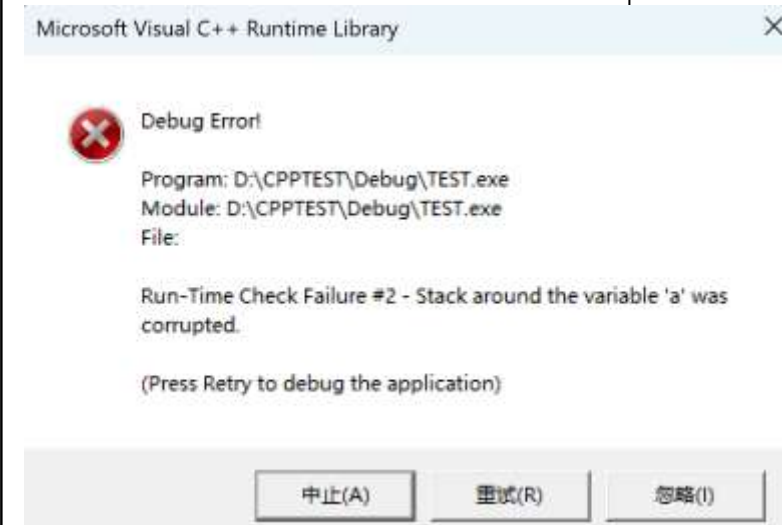 Microsoft Visual C++ Runtime Library
Debug Error!
Program: D:\CPPTEST\Debug\TEST.exe
Module: D:\CPPTEST\Debug\TEST.exe
File:
Run-Time Check Failure #2 - Stack around the variable 'a' was
corrupted.
(Press Retry to debug the application)
中止(A) 重试(R) 忽略(I)